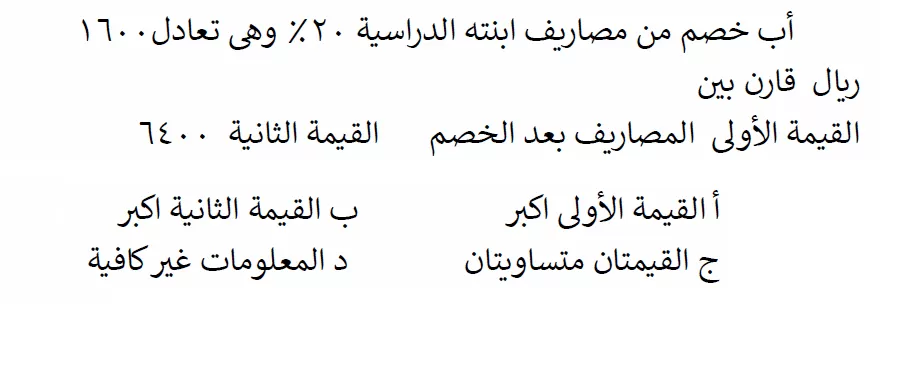 أب خصم من مصاريف ابنته الدراسية ٢٠٪ وهى تعادل١٦٠٠
ريال قارن بين
القيمة الأولى المصاريف بعد الخصم القيمة الثانية ٦٤٠٠
أ القيمة الأولى اكبر ب القيمة الثانية اكبر
ج القيمتان متساويتان د المعلومات غير كافية